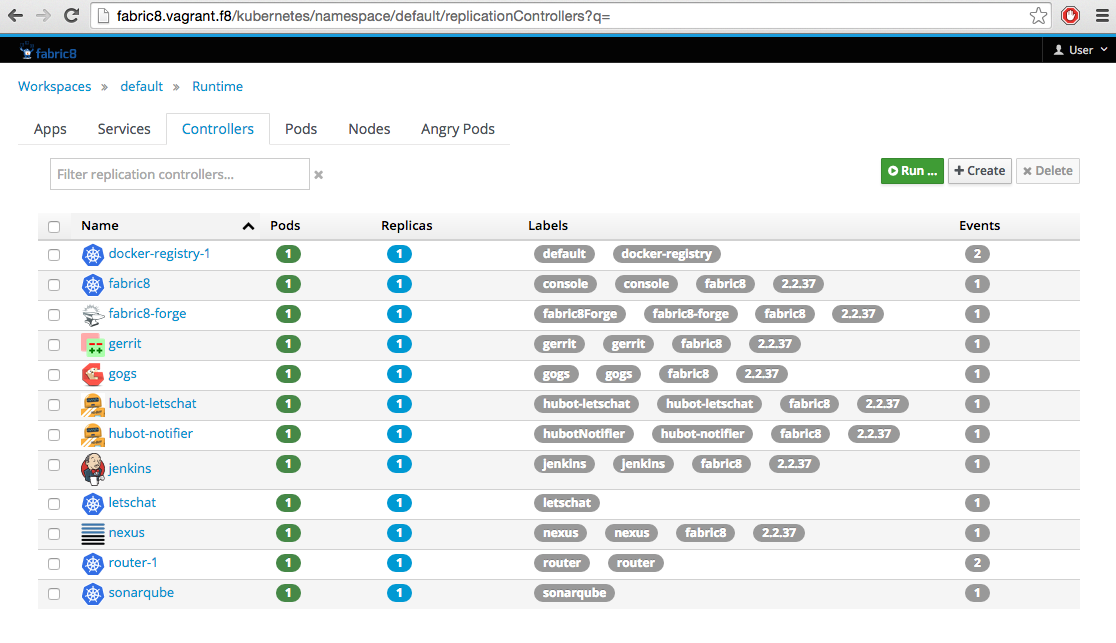 fabric8.vagrant.f8/kubernetes/namespace/default/replicationControllers?q=
fabric8 User
Workspaces » default » Runtime
Apps Services Controllers Pods Nodes Angry Pods
Filter replication controllers... Run ... Create Delete
Name Pods Replicas Labels Events
docker-registry-1 1 1 default docker-registry 2
fabric8 1 1 console console fabric8 2.2.37 1
fabric8-forge 1 1 fabric8Forge fabric8-forge fabric8 2.2.37 1
gerrit 1 1 gerrit gerrit fabric8 2.2.37 1
gogs 1 1 gogs gogs fabric8 2.2.37 1
hubot-letschat 1 1 hubot-letschat hubot-letschat fabric8 2.2.37 1
hubot-notifier 1 1 hubotNotifier hubot-notifier fabric8 2.2.37 1
jenkins 1 1 jenkins jenkins fabric8 2.2.37 1
letschat 1 1 letschat 1
nexus 1 1 nexus nexus fabric8 2.2.37 1
router-1 1 1 router router 2
sonarqube 1 1 sonarqube 1